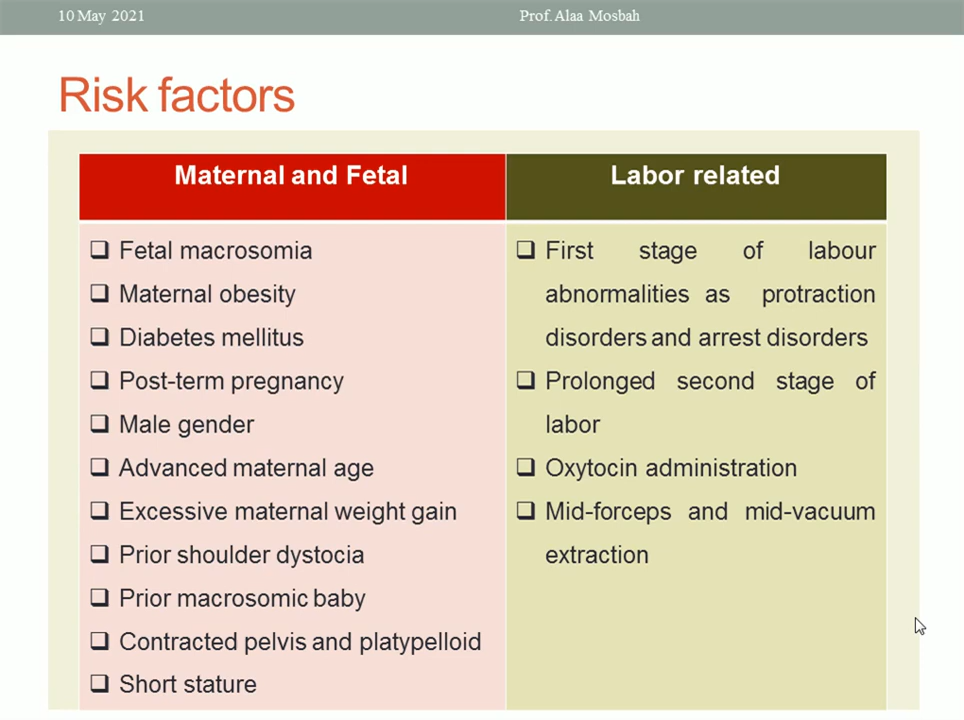 10 May 2021
Prof. Alaa Mosbah
Risk factors
Maternal and Fetal
Fetal macrosomia
Maternal obesity
Diabetes mellitus
Post-term pregnancy
Male gender
Advanced maternal age
Excessive maternal weight gain
Prior shoulder dystocia
Prior macrosomic baby
Contracted pelvis and platypelloid
Short stature
Labor related
First stage of labour
abnormalities as protraction
disorders and arrest disorders
Prolonged second stage of
labor
Oxytocin administration
Mid-forceps and mid-vacuum
extraction